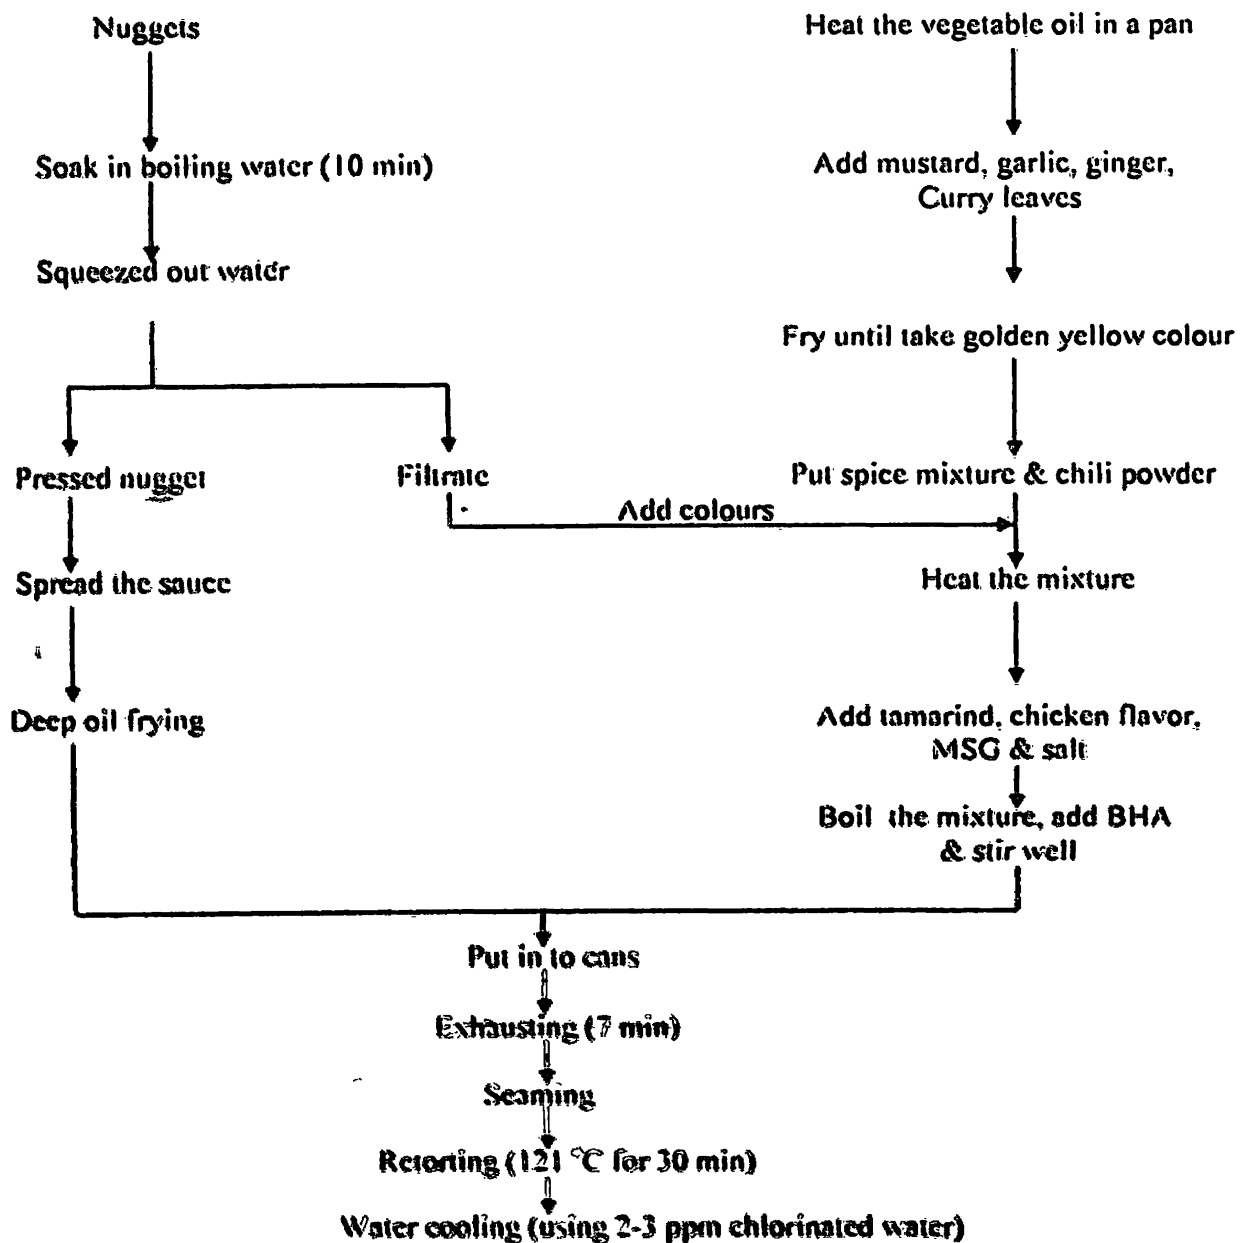 Nuggets
Soak in boiling water (10 min)
Squeezed out water
Pressed nugget
Filtrate
Spread the sauce
Deep oil frying
Heat the vegetable oil in a pan
Add mustard, garlic, ginger,
Curry leaves
Fry until take golden yellow colour
Put spice mixture & chili powder
Add colours
Heat the mixture
Add tamarind, chicken flavor,
MSG & salt
Boil the mixture, add BHA
& stir well
Put in to cans
Exhausting (7 min)
Seaming
Retorting (121 °C for 30 min)
Water cooling (using 2-3 ppm chlorinated water)